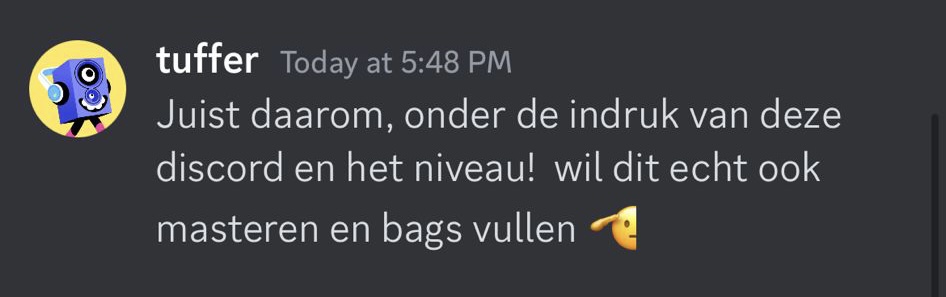 tuffer Today at 5:48 PM
Juist daarom, onder de indruk van deze
discord en het niveau!  wil dit echt ook
masteren en bags vullen